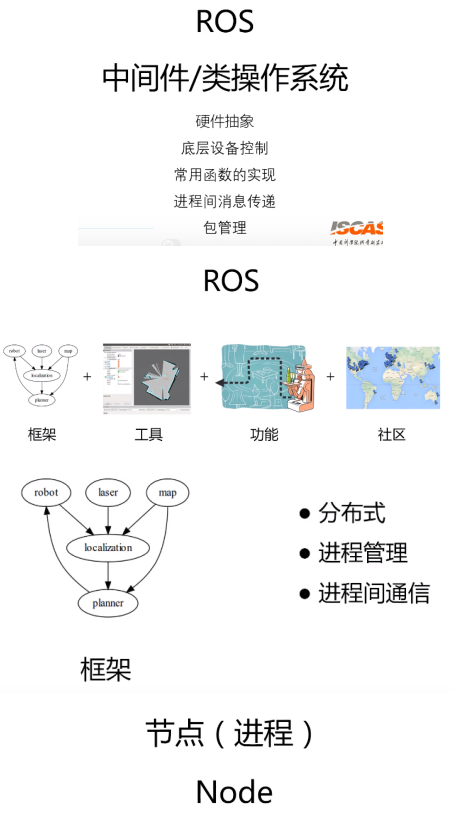 ROS
中间件/类操作系统
硬件抽象
底层设备控制
常用函数的实现
进程间消息传递
包管理
ISCAS
ROS
robot laser map
localization
planner
+ + +
框架 工具 功能 社区
robot laser map
localization
planner
● 分布式
● 进程管理
● 进程间通信
框架
节点（进程）
Node